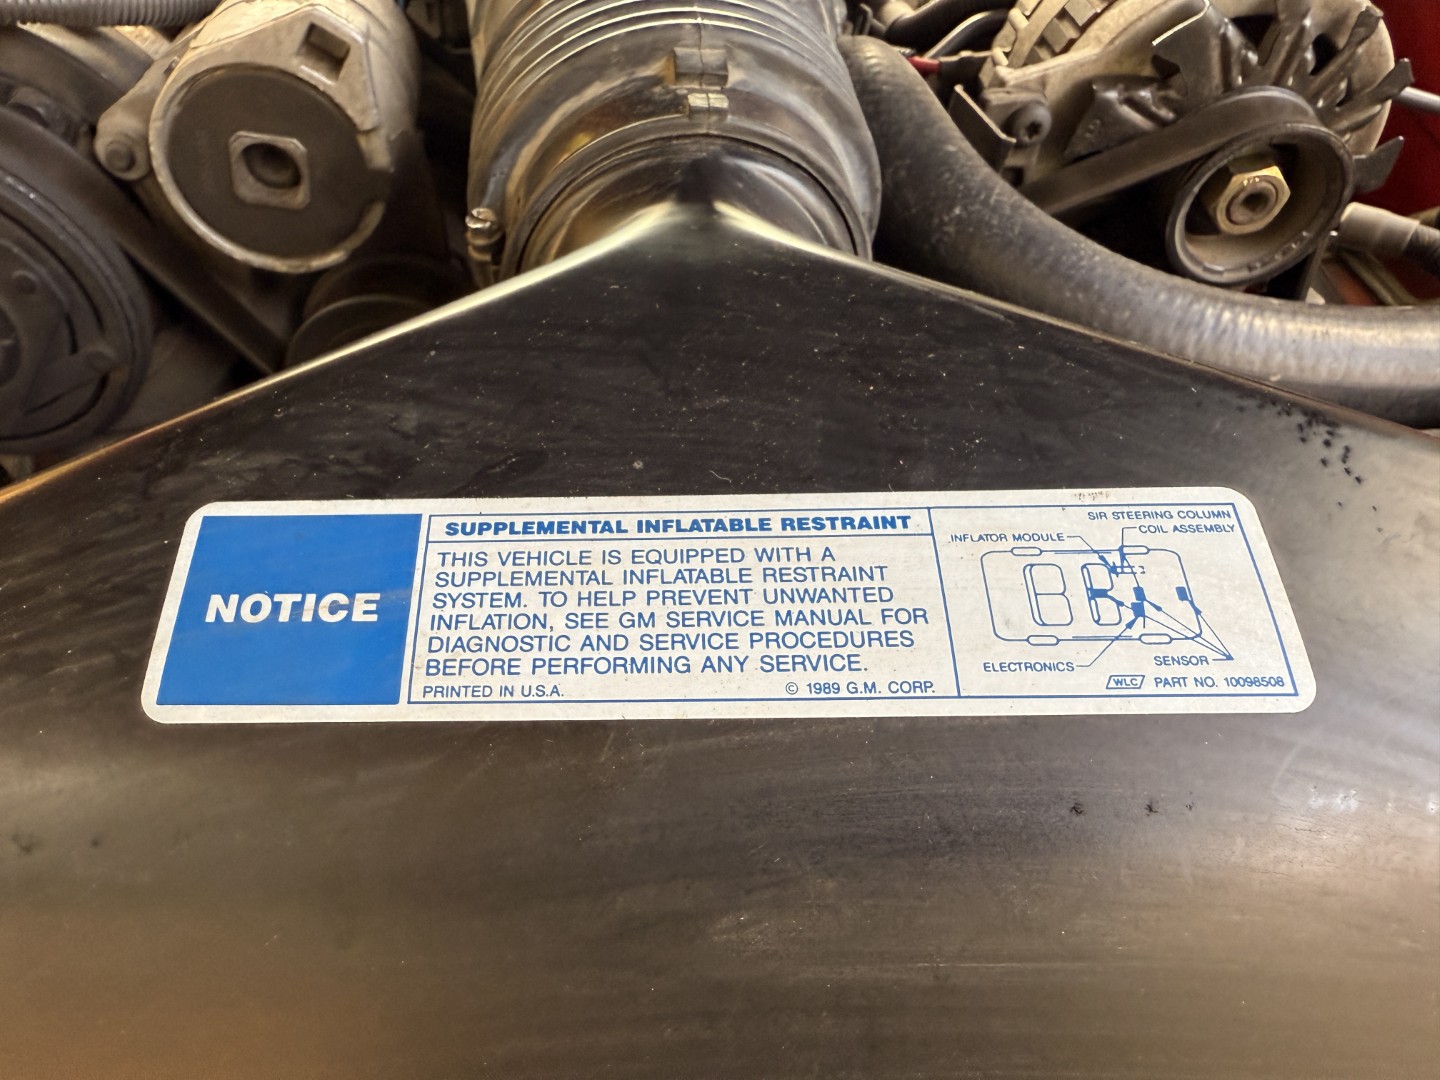 NOTICE
SUPPLEMENTAL INFLATABLE RESTRAINT
THIS VEHICLE IS EQUIPPED WITH A
SUPPLEMENTAL INFLATABLE RESTRAINT
SYSTEM. TO HELP PREVENT UNWANTED
INFLATION, SEE GM SERVICE MANUAL FOR
DIAGNOSTIC AND SERVICE PROCEDURES
BEFORE PERFORMING ANY SERVICE.
PRINTED IN U.S.A.
© 1989 G.M. CORP.
SIR STEERING COLUMN
COIL ASSEMBLY
INFLATOR MODULE
ELECTRONICS
SENSOR
WLC PART NO. 10098508